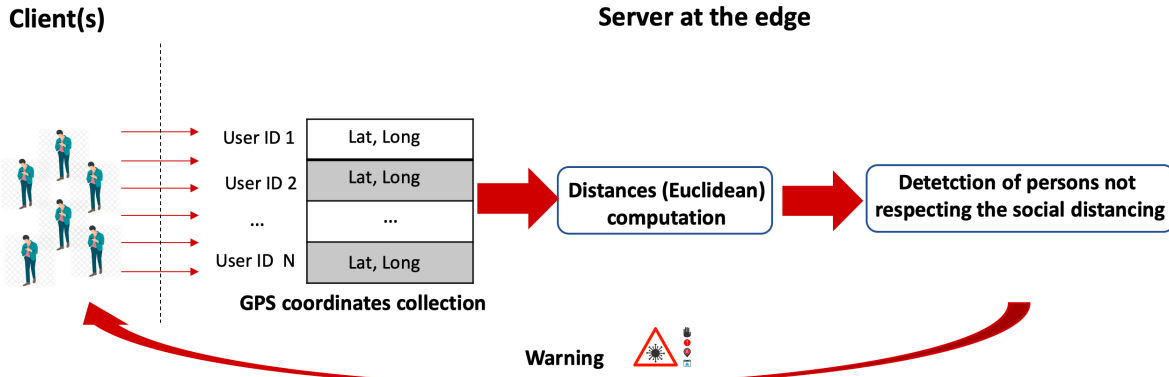 Client(s)
Server at the edge
User ID 1
Lat, Long
User ID 2
Lat, Long
...
...
User ID  N
Lat, Long
GPS coordinates collection
Distances (Euclidean)
computation
Detetction of persons not
respecting the social distancing
Warning